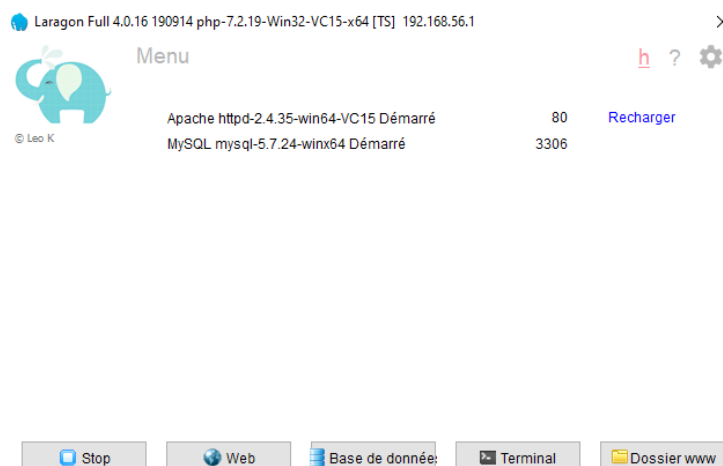 Laragon Full 4.0.16 190914 php-7.2.19-Win32-VC15-x64 [TS] 192.168.56.1
Menu h ?
© Leo K
Apache httpd-2.4.35-win64-VC15 Démarré 80 Recharger
MySQL mysql-5.7.24-winx64 Démarré 3306
Stop Web Base de données Terminal Dossier www